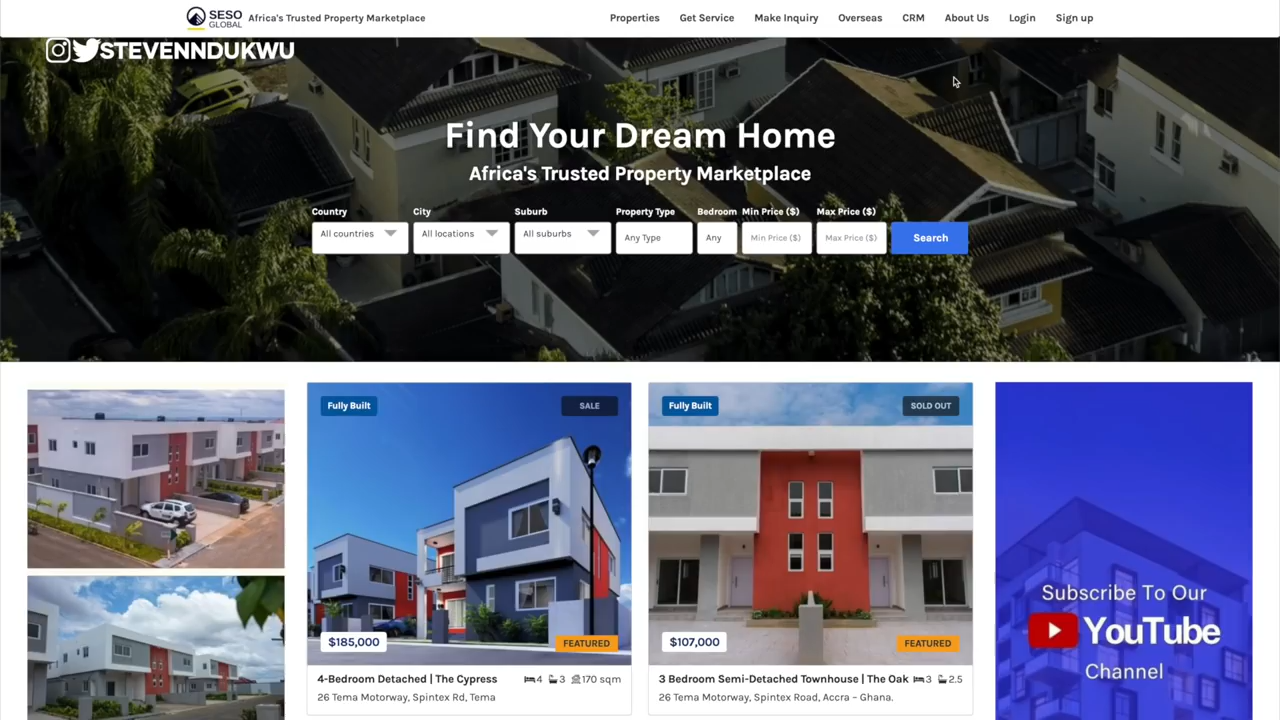 SESO
GLOBAL
Africa's Trusted Property Marketplace
Properties
Get Service
Make Inquiry
Overseas
CRM
About Us
Login
Sign up
STEVENNDUKWU
Find Your Dream Home
Africa's Trusted Property Marketplace
Country
City
Suburb
Property Type
Bedroom
Min Price ($)
Max Price ($)
All countries
All locations
All suburbs
Any Type
Any
Min Price ($)
Max Price ($)
Search
Fully Built
SALE
$185,000
FEATURED
4-Bedroom Detached | The Cypress
4
3
170 sqm
26 Tema Motorway, Spintex Rd, Tema
Fully Built
SOLD OUT
$107,000
FEATURED
3 Bedroom Semi-Detached Townhouse | The Oak
3
2.5
26 Tema Motorway, Spintex Road, Accra – Ghana.
Subscribe To Our
YouTube
Channel